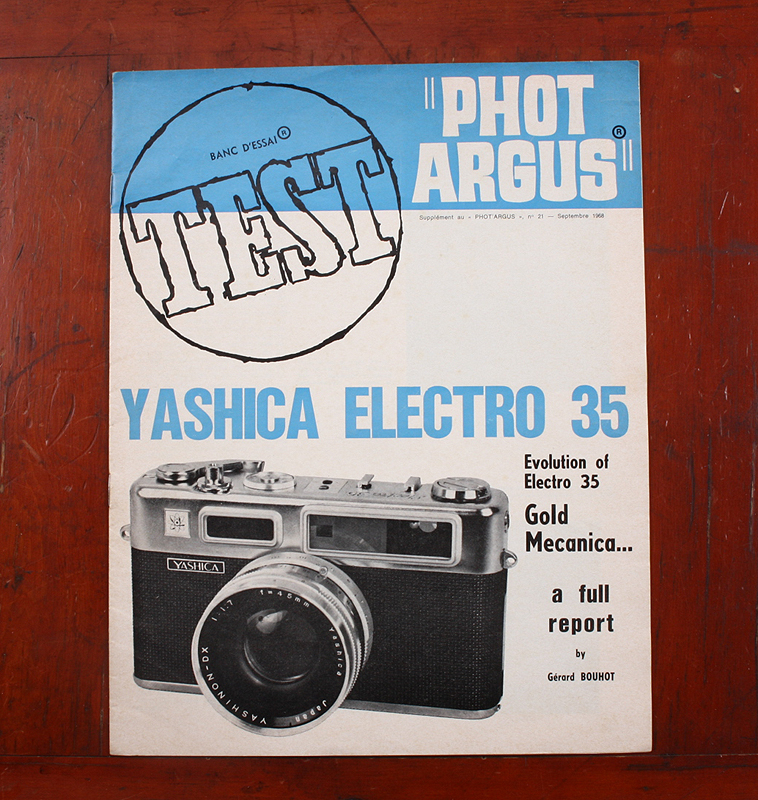 BANC D'ESSAI ®
TEST
"PHOT
ARGUS"®
Supplément au « PHOT'ARGUS », n° 21 — Septembre 1968
YASHICA ELECTRO 35
Evolution of
Electro 35
Gold
Mecanica...
a full
report
by
Gérard BOUHOT
YASHICA
1:1.7 f=45mm Yashica Japan YASHINON-DX